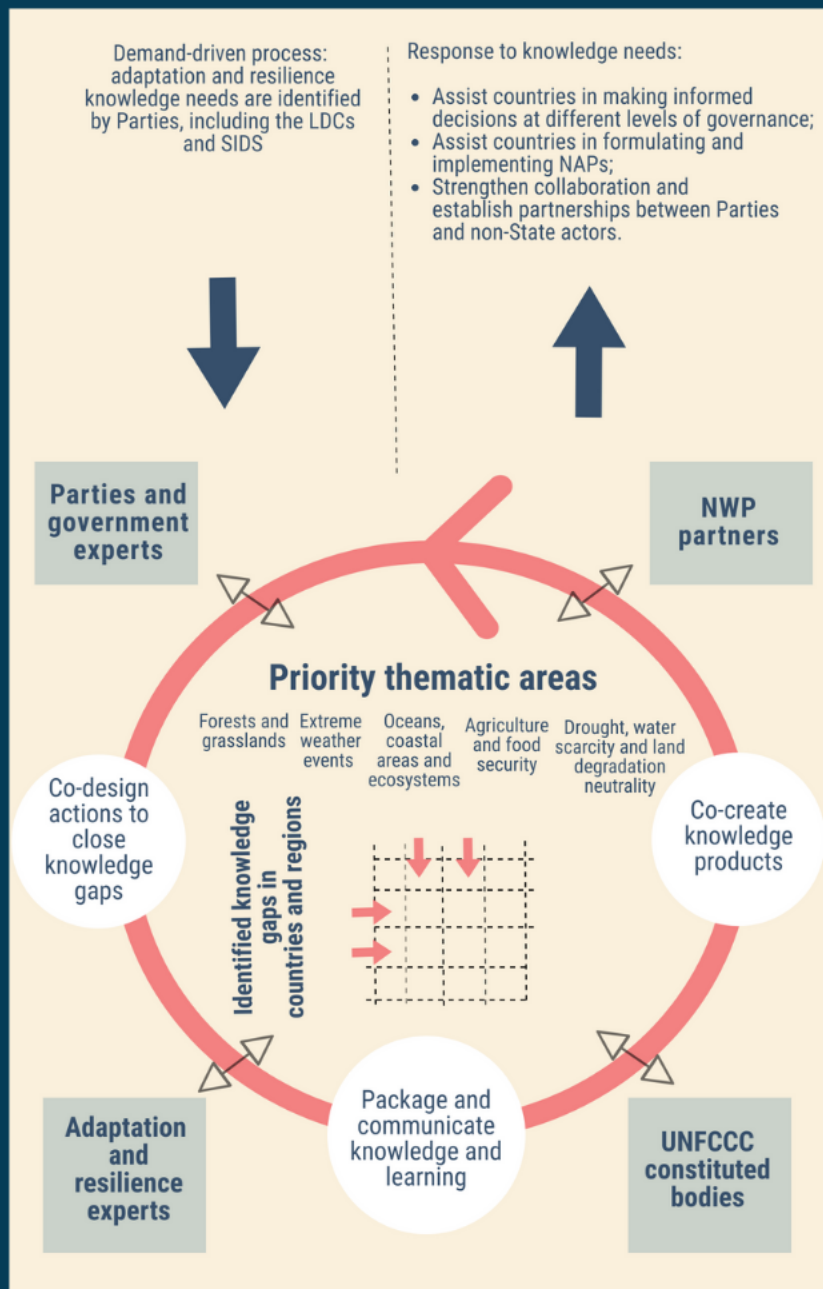 Demand-driven process:
adaptation and resilience
knowledge needs are identified
by Parties, including the LDCs
and SIDS
Response to knowledge needs:
• Assist countries in making informed
decisions at different levels of governance;
• Assist countries in formulating and
implementing NAPs;
• Strengthen collaboration and
establish partnerships between Parties
and non-State actors.
Parties and
government
experts
NWP
partners
Priority thematic areas
Forests and
grasslands
Extreme
weather
events
Oceans,
coastal
areas and
ecosystems
Agriculture
and food
security
Drought, water
scarcity and land
degradation
neutrality
Co-design
actions to
close
knowledge
gaps
Identified knowledge
gaps in
countries and regions
Co-create
knowledge
products
Package and
communicate
knowledge and
learning
Adaptation
and
resilience
experts
UNFCCC
constituted
bodies